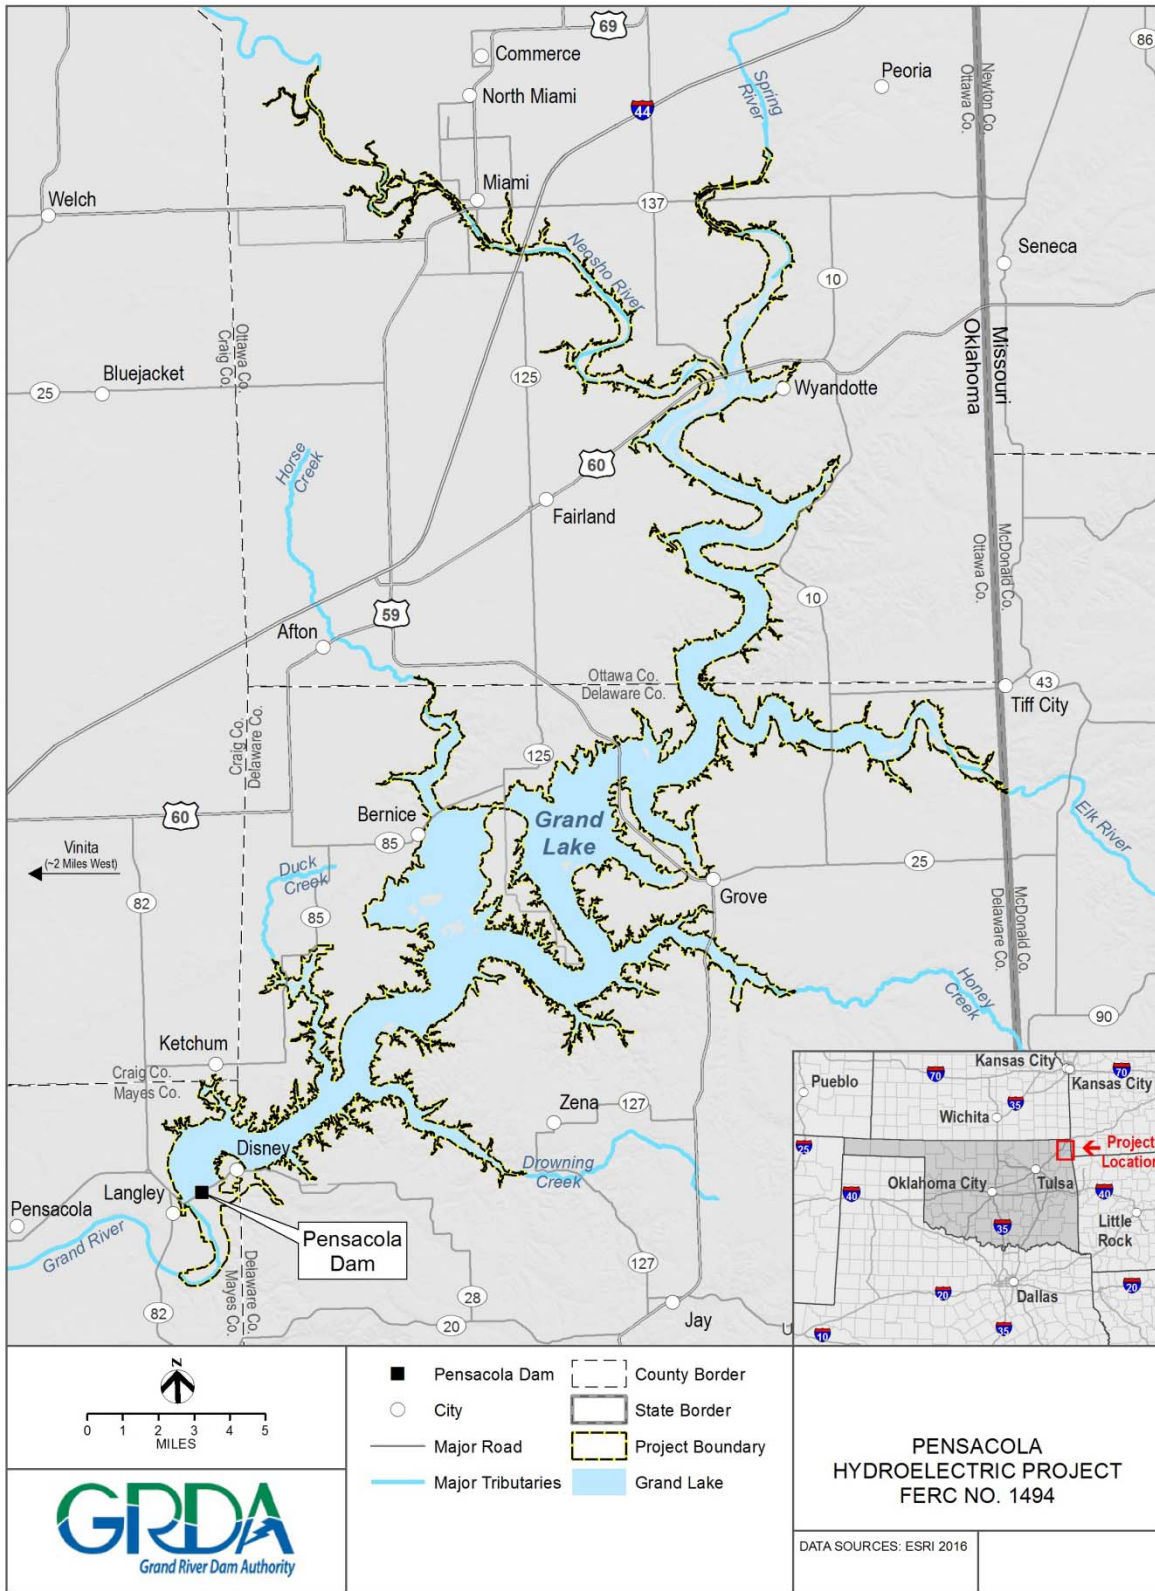 69
86
Commerce
Peoria
Spring
River
Newton Co.
Ottawa Co.
North Miami
44
Miami
137
Welch
Seneca
Neosho River
10
Ottawa Co.
Craig Co.
Missouri
Oklahoma
Bluejacket
25
125
Wyandotte
Horse
Creek
60
Fairland
McDonald Co.
Ottawa Co.
59
10
Afton
Ottawa Co.
Delaware Co.
43
Tiff City
Craig Co.
Delaware Co.
125
60
Bernice
85
Grand
Lake
Elk River
Vinita
(~2 Miles West)
Duck
Creek
25
82
Grove
85
McDonald Co.
Delaware Co.
Honey
Creek
90
Ketchum
Craig Co.
Mayes Co.
Zena
127
Disney
Drowning
Creek
Langley
Pensacola
Grand River
Pensacola
Dam
127
Delaware Co.
Mayes Co.
28
82
20
Jay
Kansas City
70
70
Pueblo
Kansas City
35
Wichita
25
Project
Location
Tulsa
Oklahoma City
40
40
Little
Rock
35
20
20
Dallas
10
35
N
0 1 2 3 4 5
MILES
Pensacola Dam
City
Major Road
Major Tributaries
County Border
State Border
Project Boundary
Grand Lake
PENSACOLA
HYDROELECTRIC PROJECT
FERC NO. 1494
GRDA
Grand River Dam Authority
DATA SOURCES: ESRI 2016